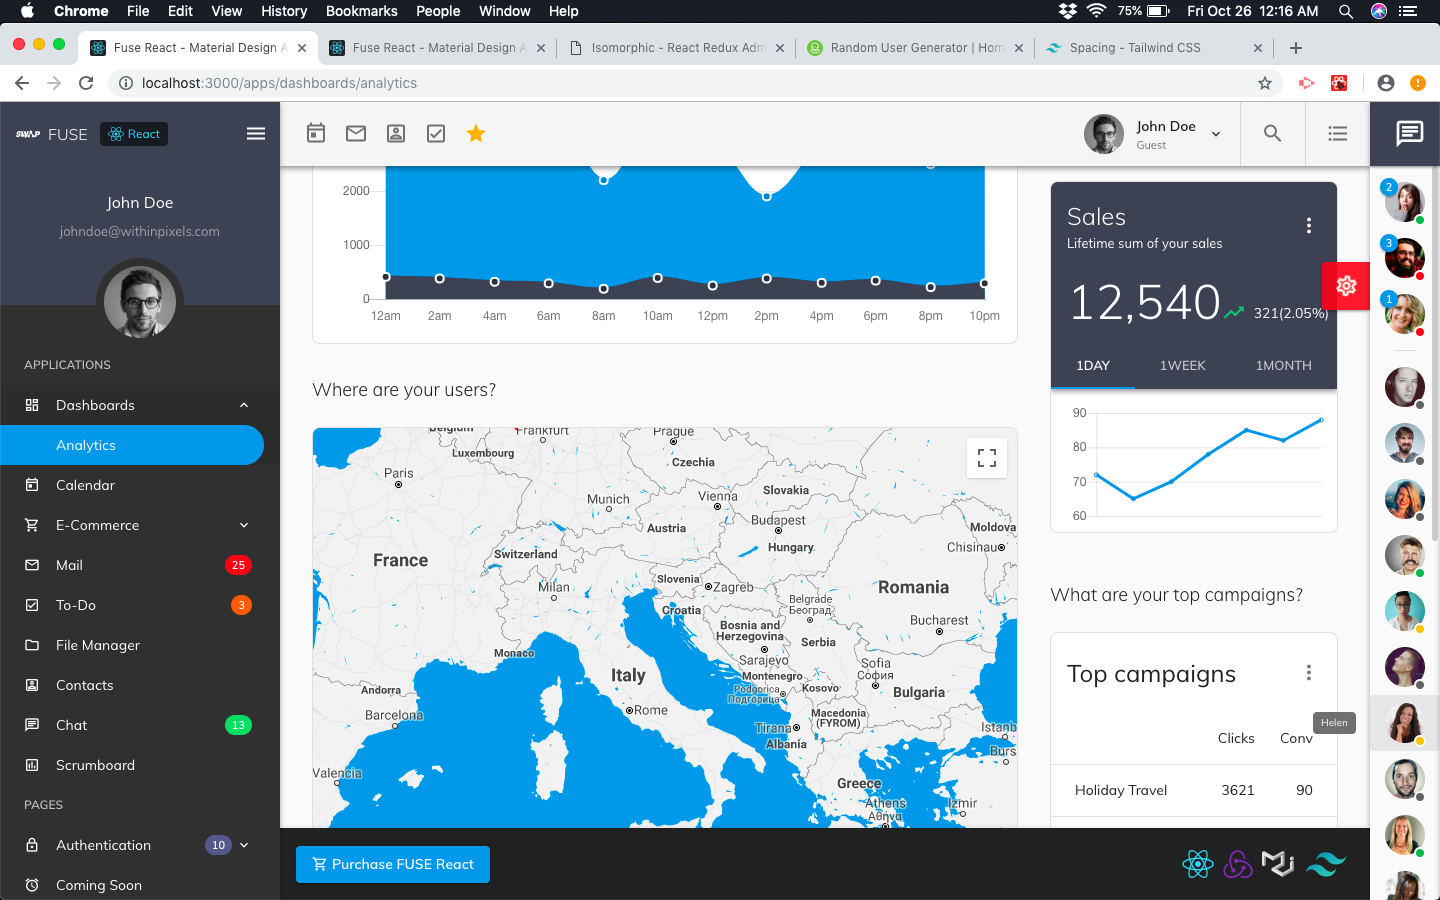 Chrome File Edit View History Bookmarks People Window Help 75% Fri Oct 26 12:16 AM
Fuse React - Material Design A
Fuse React - Material Design A
Isomorphic - React Redux Adm
Random User Generator | Hom
Spacing - Tailwind CSS
localhost:3000/apps/dashboards/analytics
SWAP FUSE React
John Doe
johndoe@withinpixels.com
APPLICATIONS
Dashboards
Analytics
Calendar
E-Commerce
Mail 25
To-Do 3
File Manager
Contacts
Chat 13
Scrumboard
PAGES
Authentication 10
Coming Soon
John Doe
Guest
2000
1000
0
12am 2am 4am 6am 8am 10am 12pm 2pm 4pm 6pm 8pm 10pm
Where are your users?
Belgium
Frankfurt
Prague
Luxembourg
Czechia
Paris
Munich
Vienna
Slovakia
Austria
Budapest
Moldova
Chisinau
Hungary
Switzerland
France
Slovenia
Zagreb
Romania
Milan
Croatia
Belgrade
Београд
Bucharest
Bosnia and
Herzegovina
Serbia
Monaco
Sarajevo
Sofia
София
Italy
Montenegro
Andorra
Podgorica
Подгорица
Kosovo
Bulgaria
Barcelona
Rome
Macedonia
(FYROM)
Tirana
Albania
Istanb
Burs
Valencia
Greece
Athens
Αθήνα
Izmir
Purchase FUSE React
Sales
Lifetime sum of your sales
12,540 321(2.05%)
1DAY 1WEEK 1MONTH
90
80
70
60
What are your top campaigns?
Top campaigns
Clicks Conv
Holiday Travel 3621 90
2
3
1
Helen